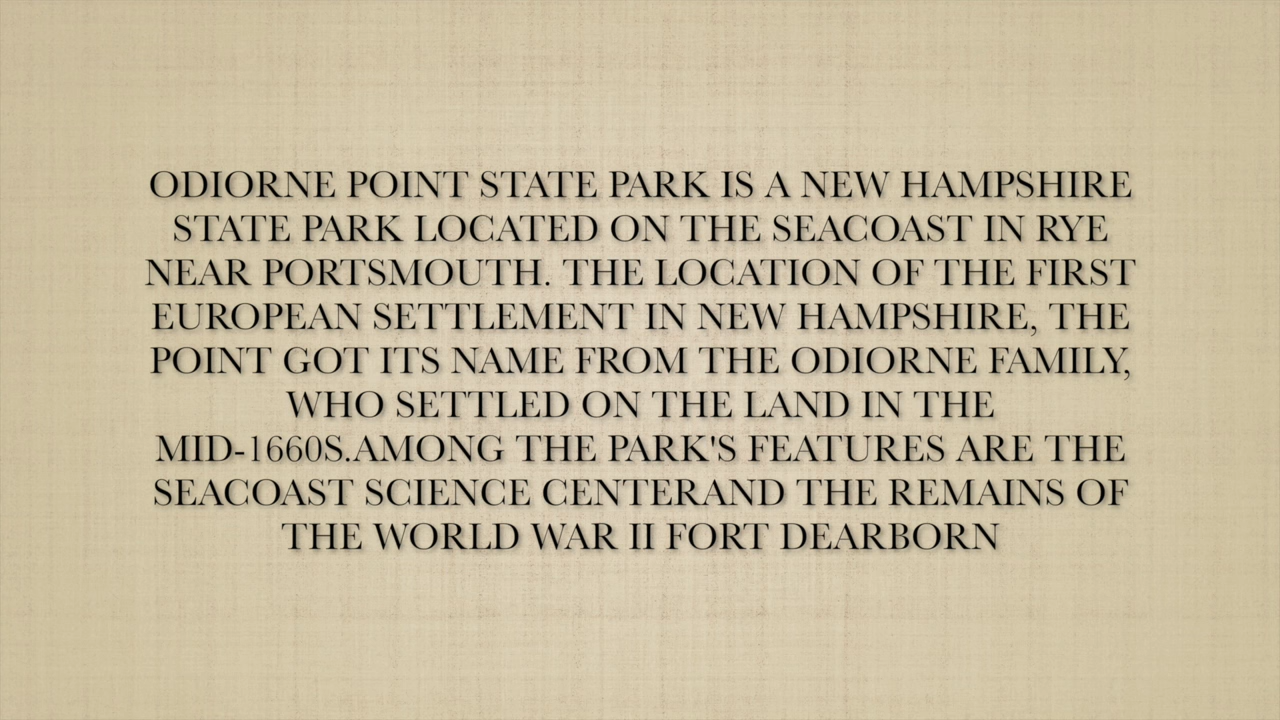 ODIORNE POINT STATE PARK IS A NEW HAMPSHIRE
STATE PARK LOCATED ON THE SEACOAST IN RYE
NEAR PORTSMOUTH. THE LOCATION OF THE FIRST
EUROPEAN SETTLEMENT IN NEW HAMPSHIRE, THE
POINT GOT ITS NAME FROM THE ODIORNE FAMILY,
WHO SETTLED ON THE LAND IN THE
MID-1660S.AMONG THE PARK'S FEATURES ARE THE
SEACOAST SCIENCE CENTERAND THE REMAINS OF
THE WORLD WAR II FORT DEARBORN